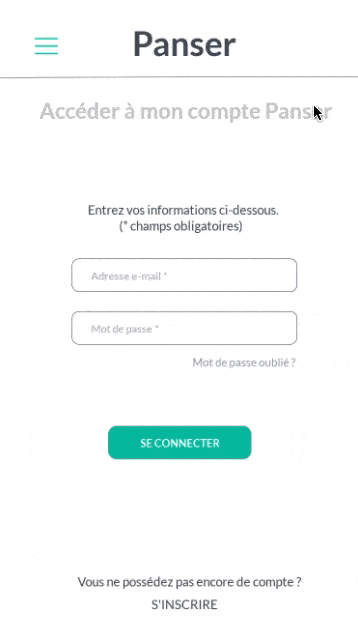 Panser
Accéder à mon compte Panser
Entrez vos informations ci-dessous.
(* champs obligatoires)
Adresse e-mail *
Mot de passe *
Mot de passe oublié ?
SE CONNECTER
Vous ne possédez pas encore de compte ?
S'INSCRIRE